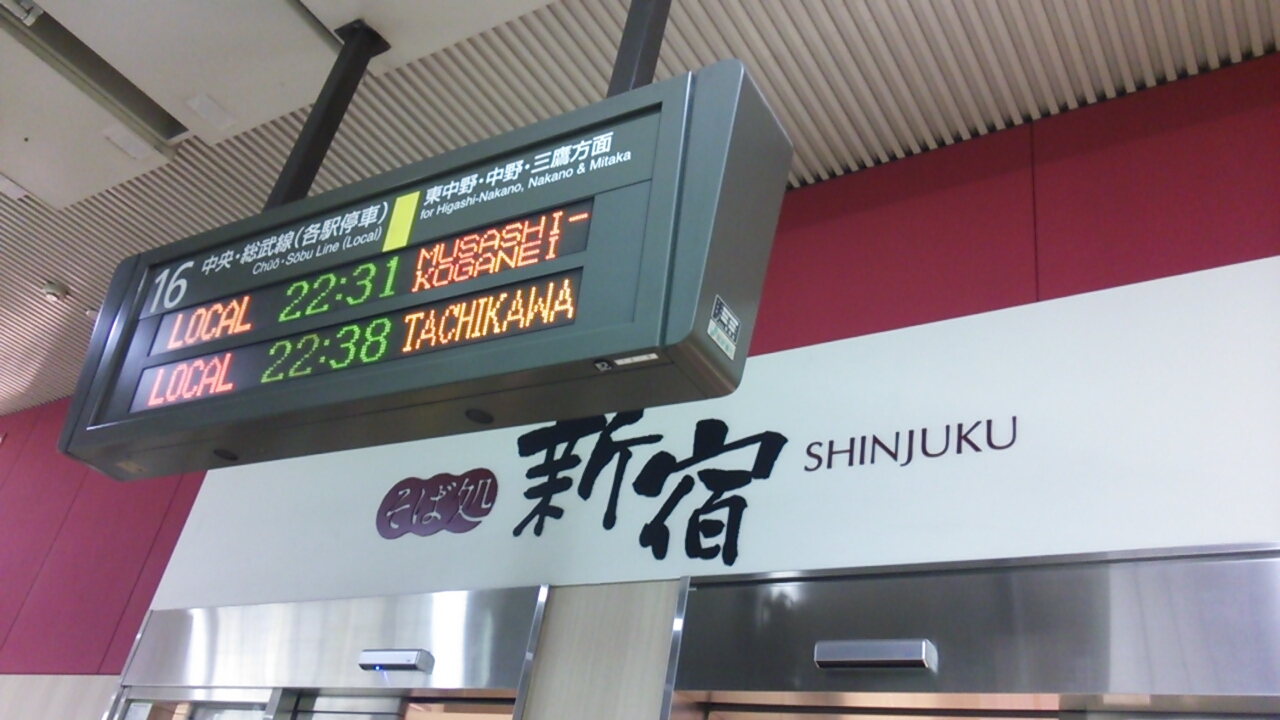 16 中央・総武線(各駅停車) 東中野・中野・三鷹方面
Chūō・Sōbu Line (Local) for Higashi-Nakano, Nakano & Mitaka
LOCAL 22:31 MUSASHI-KOGANEI
LOCAL 22:38 TACHIKAWA
そば処 新宿 SHINJUKU